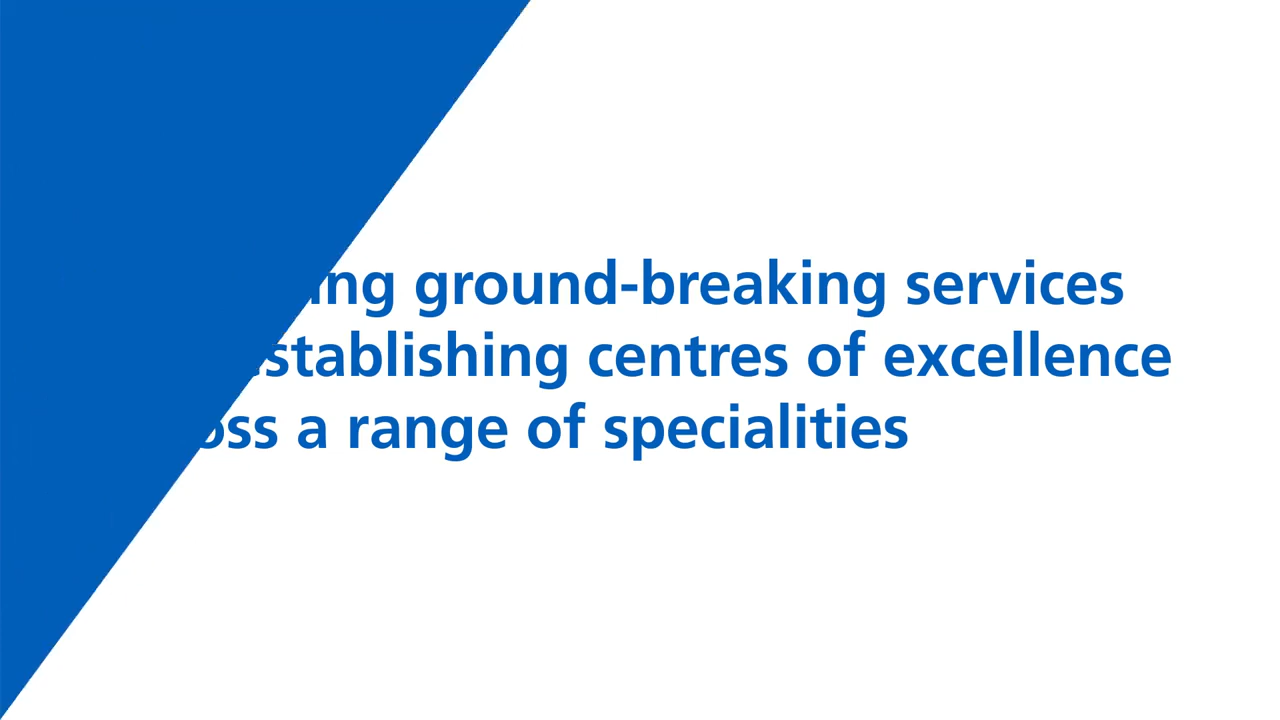 ground-breaking services
establishing centres of excellence
a range of specialities